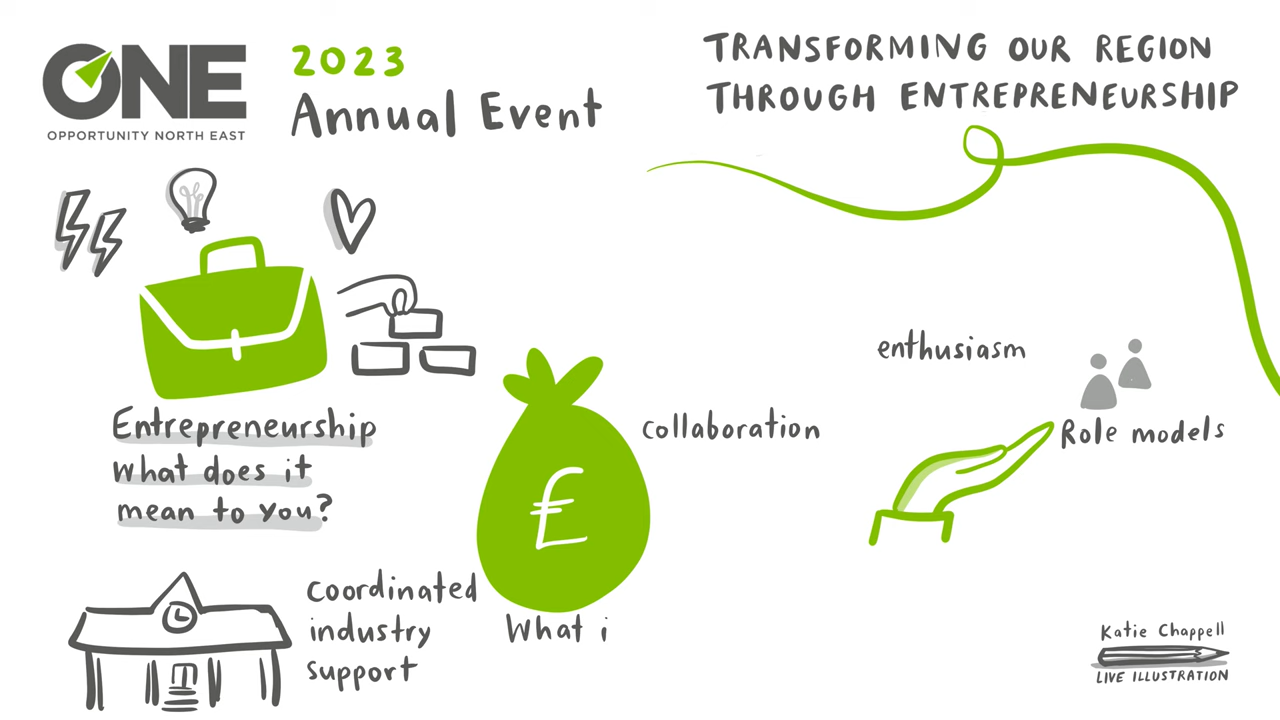 ONE
OPPORTUNITY NORTH EAST
2023
Annual Event
TRANSFORMING OUR REGION
THROUGH ENTREPRENEURSHIP
Entrepreneurship
what does it
mean to you?
£
collaboration
enthusiasm
Role models
coordinated
industry
support
What i
Katie Chappell
LIVE ILLUSTRATION